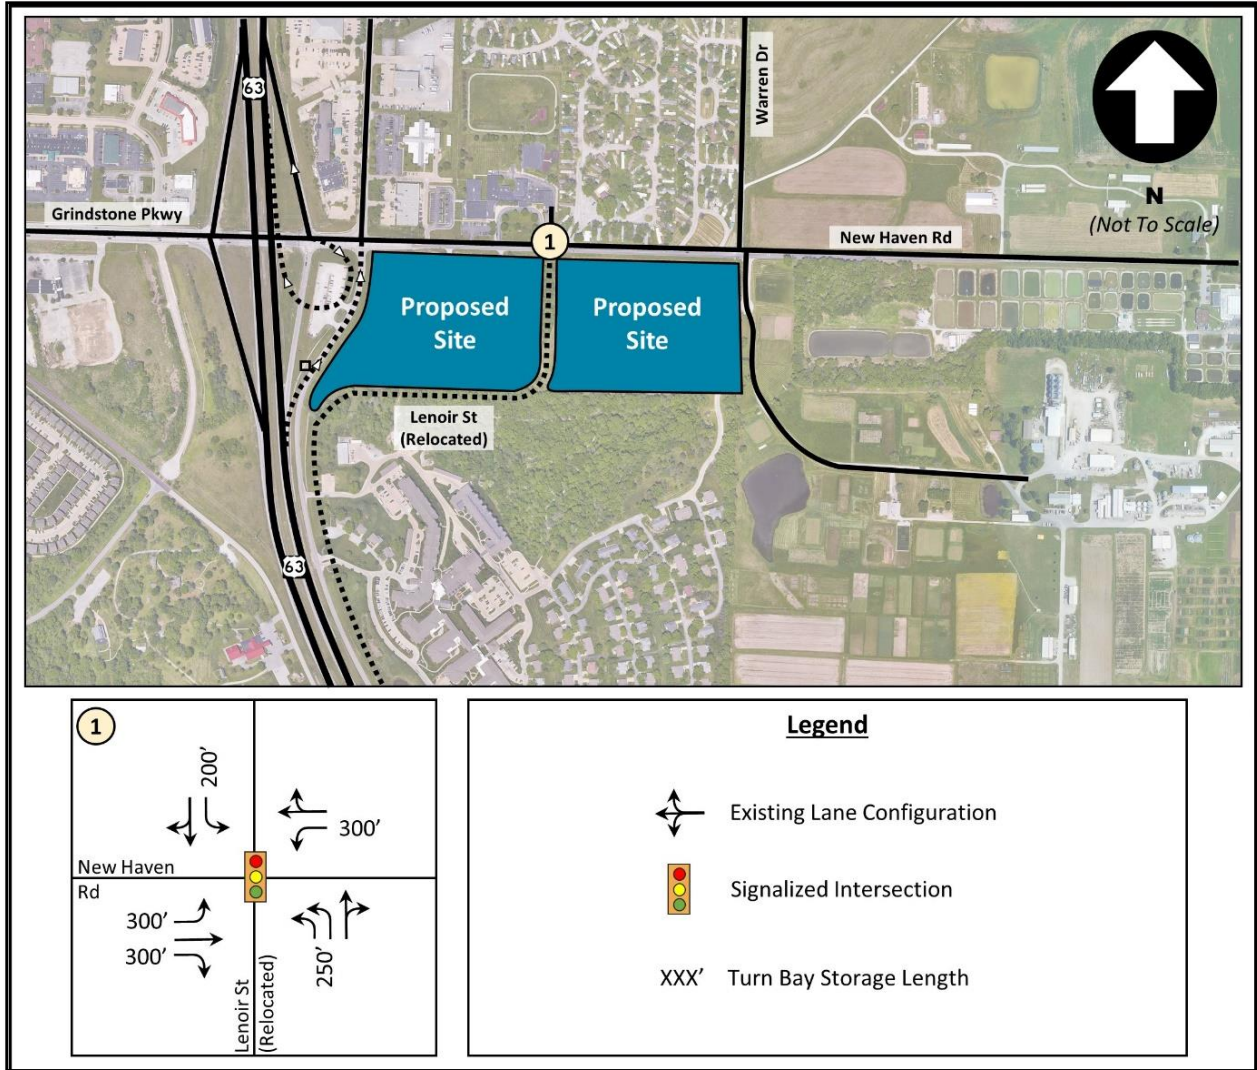 63
Warren Dr
Grindstone Pkwy
N
(Not To Scale)
New Haven Rd
1
Proposed
Site
Proposed
Site
Lenoir St
(Relocated)
63
1
200'
300'
New Haven
Rd
300'
300'
250'
Lenoir St
(Relocated)
Legend
Existing Lane Configuration
Signalized Intersection
XXX' Turn Bay Storage Length